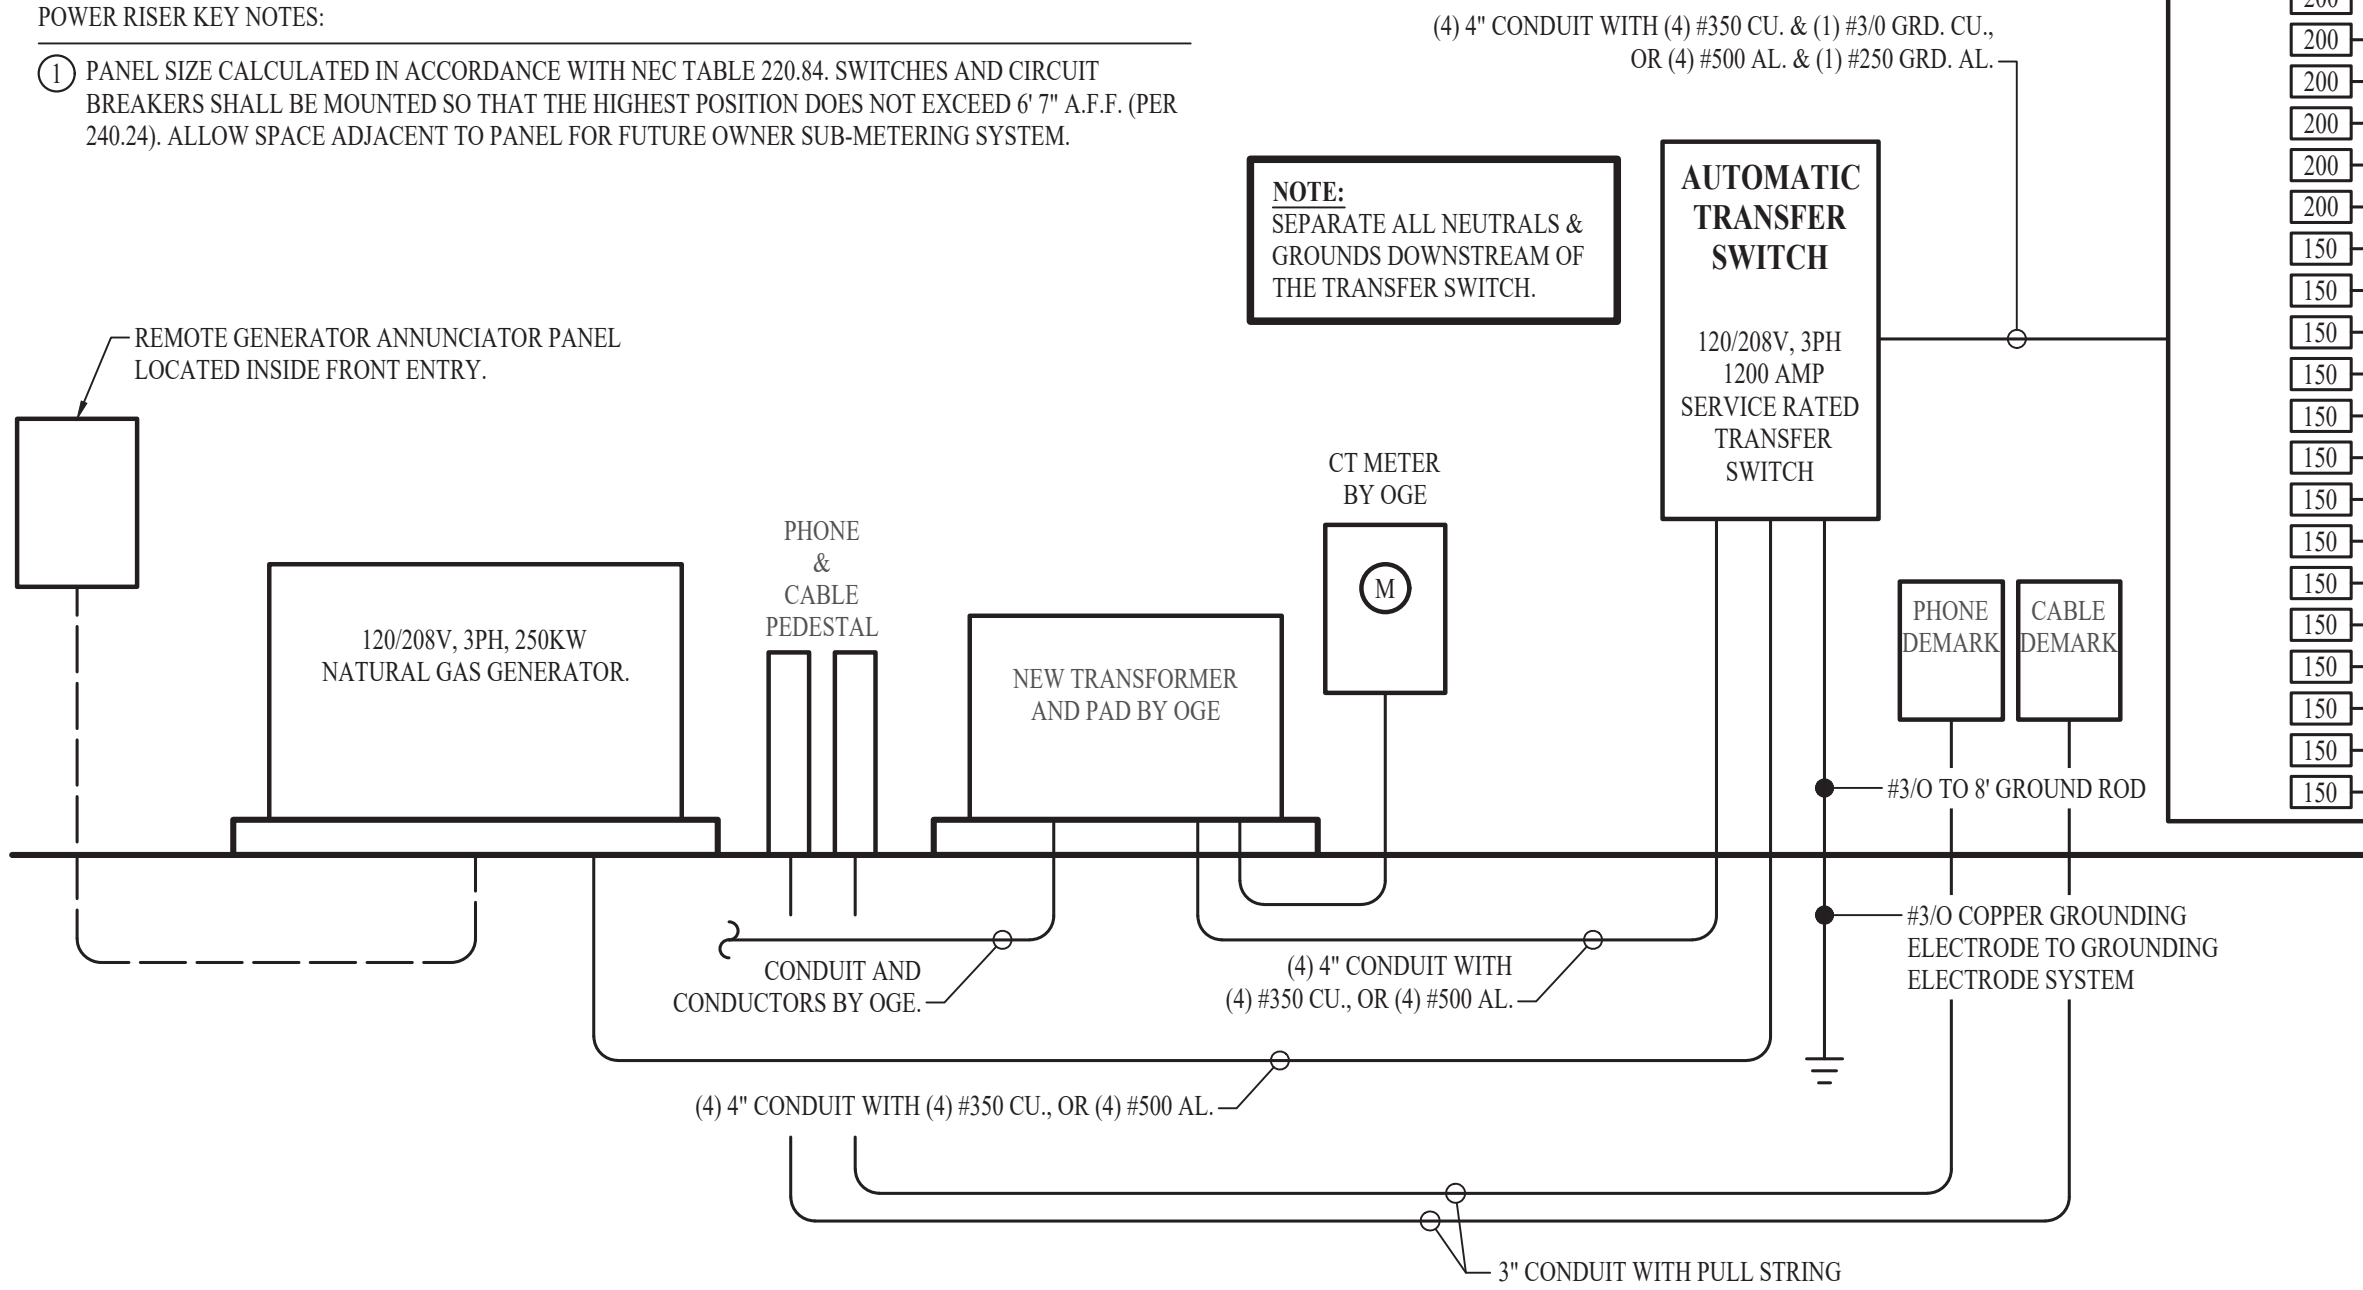 POWER RISER KEY NOTES:
1 PANEL SIZE CALCULATED IN ACCORDANCE WITH NEC TABLE 220.84. SWITCHES AND CIRCUIT
BREAKERS SHALL BE MOUNTED SO THAT THE HIGHEST POSITION DOES NOT EXCEED 6' 7" A.F.F. (PER
240.24). ALLOW SPACE ADJACENT TO PANEL FOR FUTURE OWNER SUB-METERING SYSTEM.
(4) 4" CONDUIT WITH (4) #350 CU. & (1) #3/0 GRD. CU.,
OR (4) #500 AL. & (1) #250 GRD. AL.
NOTE:
SEPARATE ALL NEUTRALS &
GROUNDS DOWNSTREAM OF
THE TRANSFER SWITCH.
AUTOMATIC
TRANSFER
SWITCH
120/208V, 3PH
1200 AMP
SERVICE RATED
TRANSFER
SWITCH
REMOTE GENERATOR ANNUNCIATOR PANEL
LOCATED INSIDE FRONT ENTRY.
120/208V, 3PH, 250KW
NATURAL GAS GENERATOR.
PHONE
&
CABLE
PEDESTAL
NEW TRANSFORMER
AND PAD BY OGE
CT METER
BY OGE
M
PHONE
DEMARK
CABLE
DEMARK
#3/O TO 8' GROUND ROD
#3/O COPPER GROUNDING
ELECTRODE TO GROUNDING
ELECTRODE SYSTEM
CONDUIT AND
CONDUCTORS BY OGE.
(4) 4" CONDUIT WITH
(4) #350 CU., OR (4) #500 AL.
(4) 4" CONDUIT WITH (4) #350 CU., OR (4) #500 AL.
3" CONDUIT WITH PULL STRING
200
200
200
200
200
200
150
150
150
150
150
150
150
150
150
150
150
150
150
150